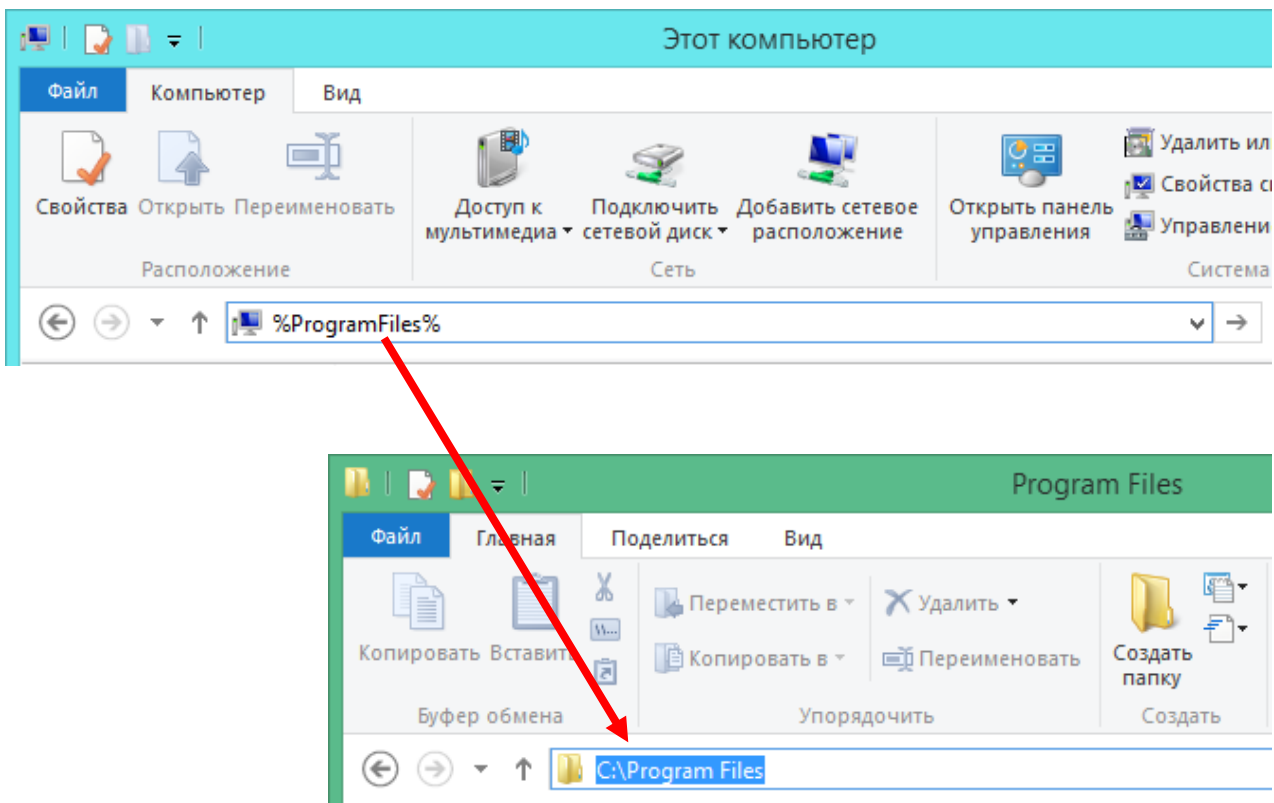 Этот компьютер
Файл Компьютер Вид
Свойства Открыть Переименовать Доступ к мультимедиа Подключить сетевой диск Добавить сетевое расположение Открыть панель управления
Удалить ил
Свойства с
Управлени
Расположение Сеть Система
%ProgramFiles%
Program Files
Файл Главная Поделиться Вид
Копировать Вставить
Переместить в Удалить
Копировать в Переименовать
Создать
папку
Буфер обмена Упорядочить Создать
C:\Program Files